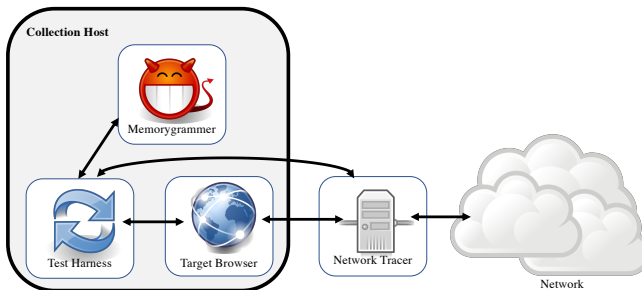 Collection Host
Memorygrammer
Test Harness
Target Browser
Network Tracer
Network